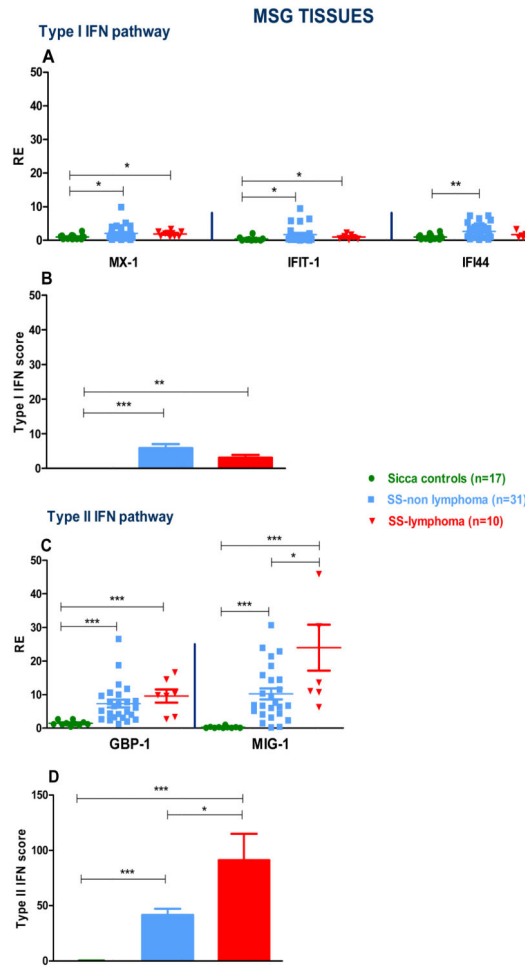 MSG TISSUES
Type I IFN pathway
A
50
40
30
20
10
0
RE
*
*
*
*
**
MX-1
IFIT-1
IFI44
B
50
40
30
20
10
0
Type I IFN score
**
***
Sicca controls (n=17)
SS-non lymphoma (n=31)
SS-lymphoma (n=10)
Type II IFN pathway
C
50
40
30
20
10
0
RE
***
***
***
*
***
GBP-1
MIG-1
D
150
100
50
0
Type II IFN score
***
*
***